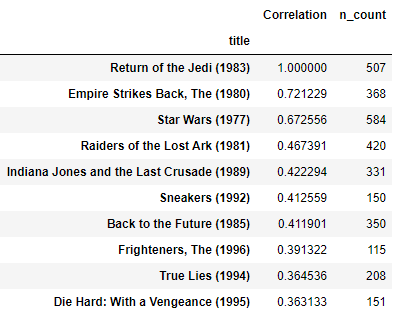 Correlation n_count
title
Return of the Jedi (1983) 1.000000 507
Empire Strikes Back, The (1980) 0.721229 368
Star Wars (1977) 0.672556 584
Raiders of the Lost Ark (1981) 0.467391 420
Indiana Jones and the Last Crusade (1989) 0.422294 331
Sneakers (1992) 0.412559 150
Back to the Future (1985) 0.411901 350
Frighteners, The (1996) 0.391322 115
True Lies (1994) 0.364536 208
Die Hard: With a Vengeance (1995) 0.363133 151